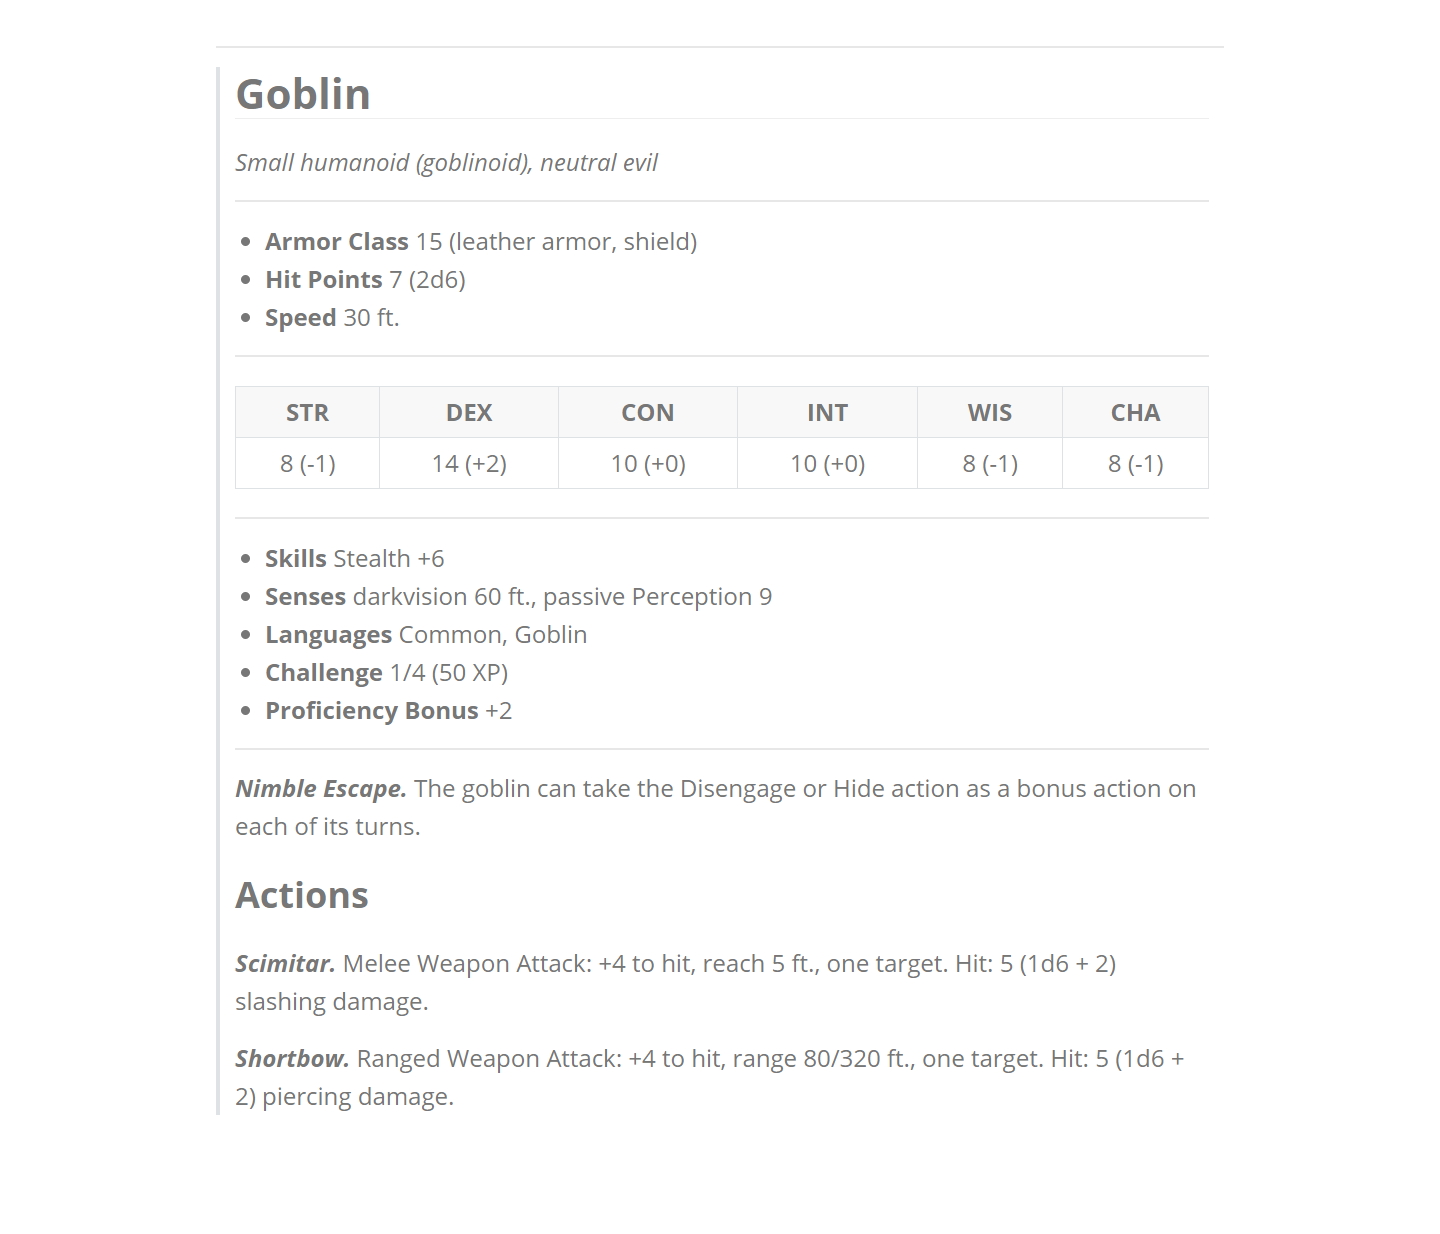 Goblin
Small humanoid (goblinoid), neutral evil
Armor Class 15 (leather armor, shield)
Hit Points 7 (2d6)
Speed 30 ft.
STR DEX CON INT WIS CHA
8 (-1) 14 (+2) 10 (+0) 10 (+0) 8 (-1) 8 (-1)
Skills Stealth +6
Senses darkvision 60 ft., passive Perception 9
Languages Common, Goblin
Challenge 1/4 (50 XP)
Proficiency Bonus +2
Nimble Escape. The goblin can take the Disengage or Hide action as a bonus action on
each of its turns.
Actions
Scimitar. Melee Weapon Attack: +4 to hit, reach 5 ft., one target. Hit: 5 (1d6 + 2)
slashing damage.
Shortbow. Ranged Weapon Attack: +4 to hit, range 80/320 ft., one target. Hit: 5 (1d6 +
2) piercing damage.